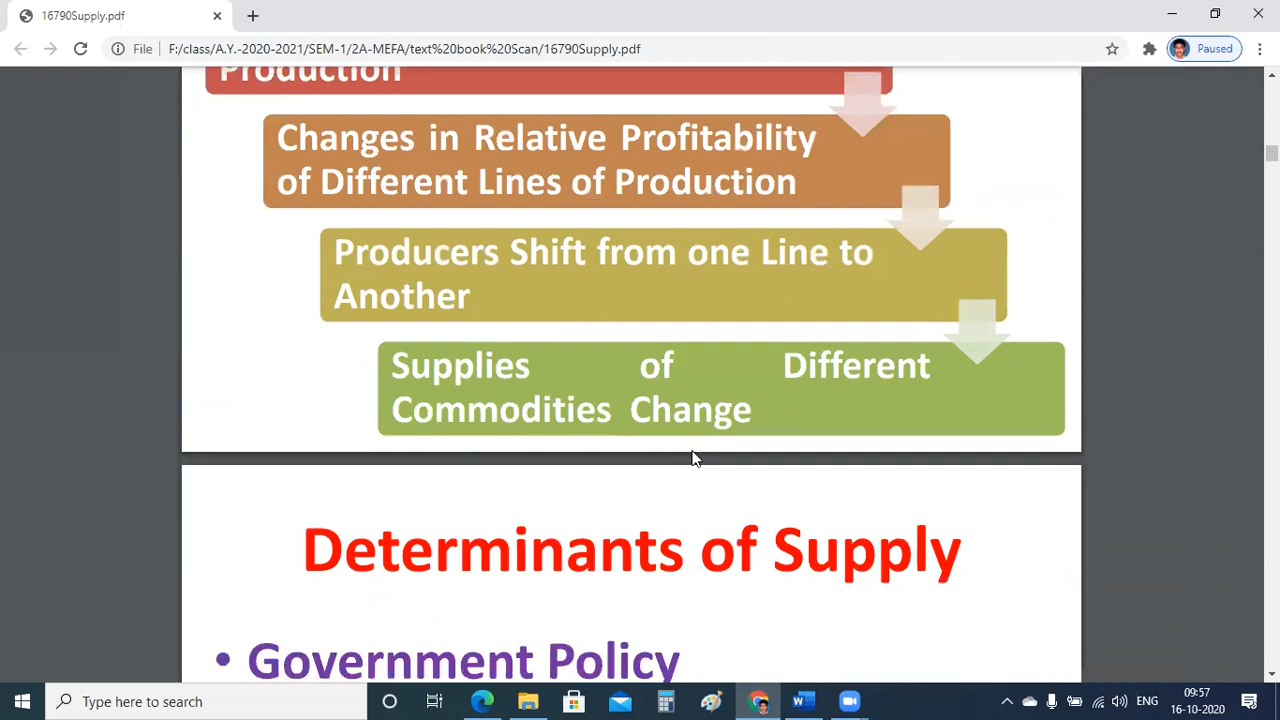 16790Supply.pdf
File
F:/class/A.Y.-2020-2021/SEM-1/2A-MEFA/text%20book%20Scan/16790Supply.pdf
Paused
Production
Changes in Relative Profitability
of Different Lines of Production
Producers Shift from one Line to
Another
Supplies of Different
Commodities Change
Determinants of Supply
• Government Policy
Type here to search
ENG
09:57
16-10-2020